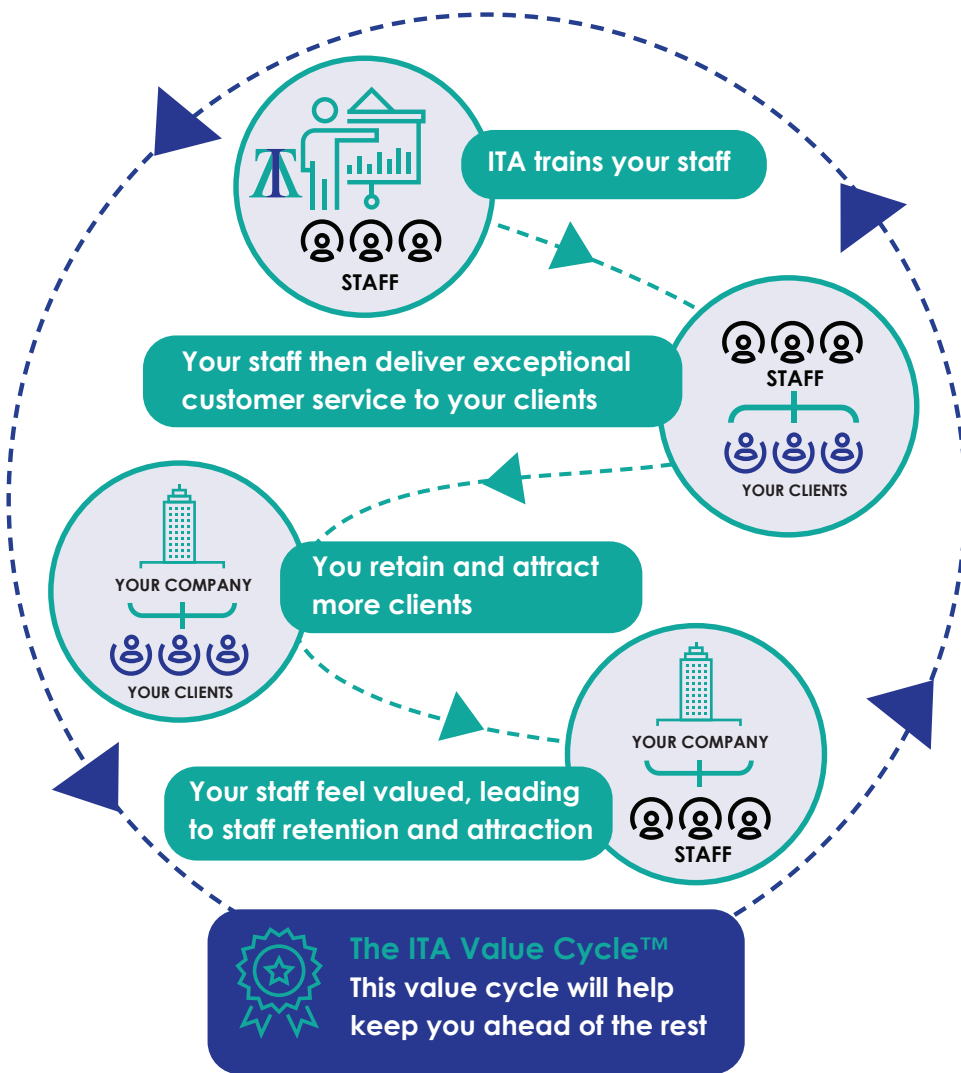 ITA trains your staff
STAFF
Your staff then deliver exceptional
customer service to your clients
STAFF
YOUR CLIENTS
YOUR COMPANY
YOUR CLIENTS
You retain and attract
more clients
YOUR COMPANY
STAFF
Your staff feel valued, leading
to staff retention and attraction
The ITA Value Cycle™
This value cycle will help
keep you ahead of the rest